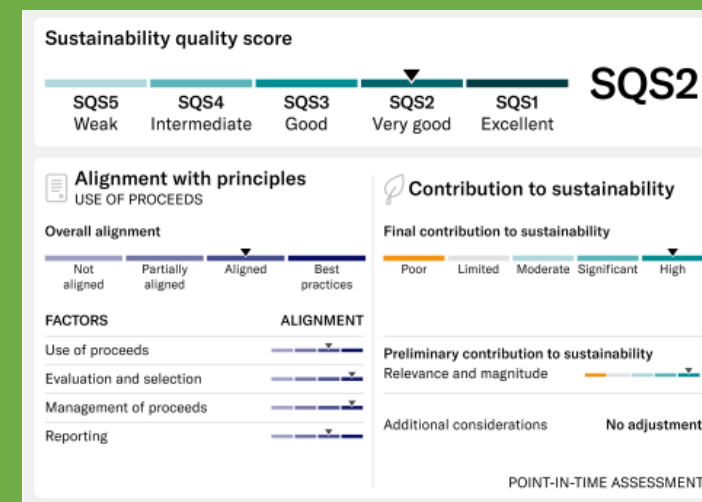 Sustainability quality score
SQS2
SQS5 SQS4 SQS3 SQS2 SQS1
Weak Intermediate Good Very good Excellent
Alignment with principles
USE OF PROCEEDS
Overall alignment
Not aligned Partially aligned Aligned Best practices
FACTORS ALIGNMENT
Use of proceeds
Evaluation and selection
Management of proceeds
Reporting
Contribution to sustainability
Final contribution to sustainability
Poor Limited Moderate Significant High
Preliminary contribution to sustainability
Relevance and magnitude
Additional considerations No adjustment
POINT-IN-TIME ASSESSMENT